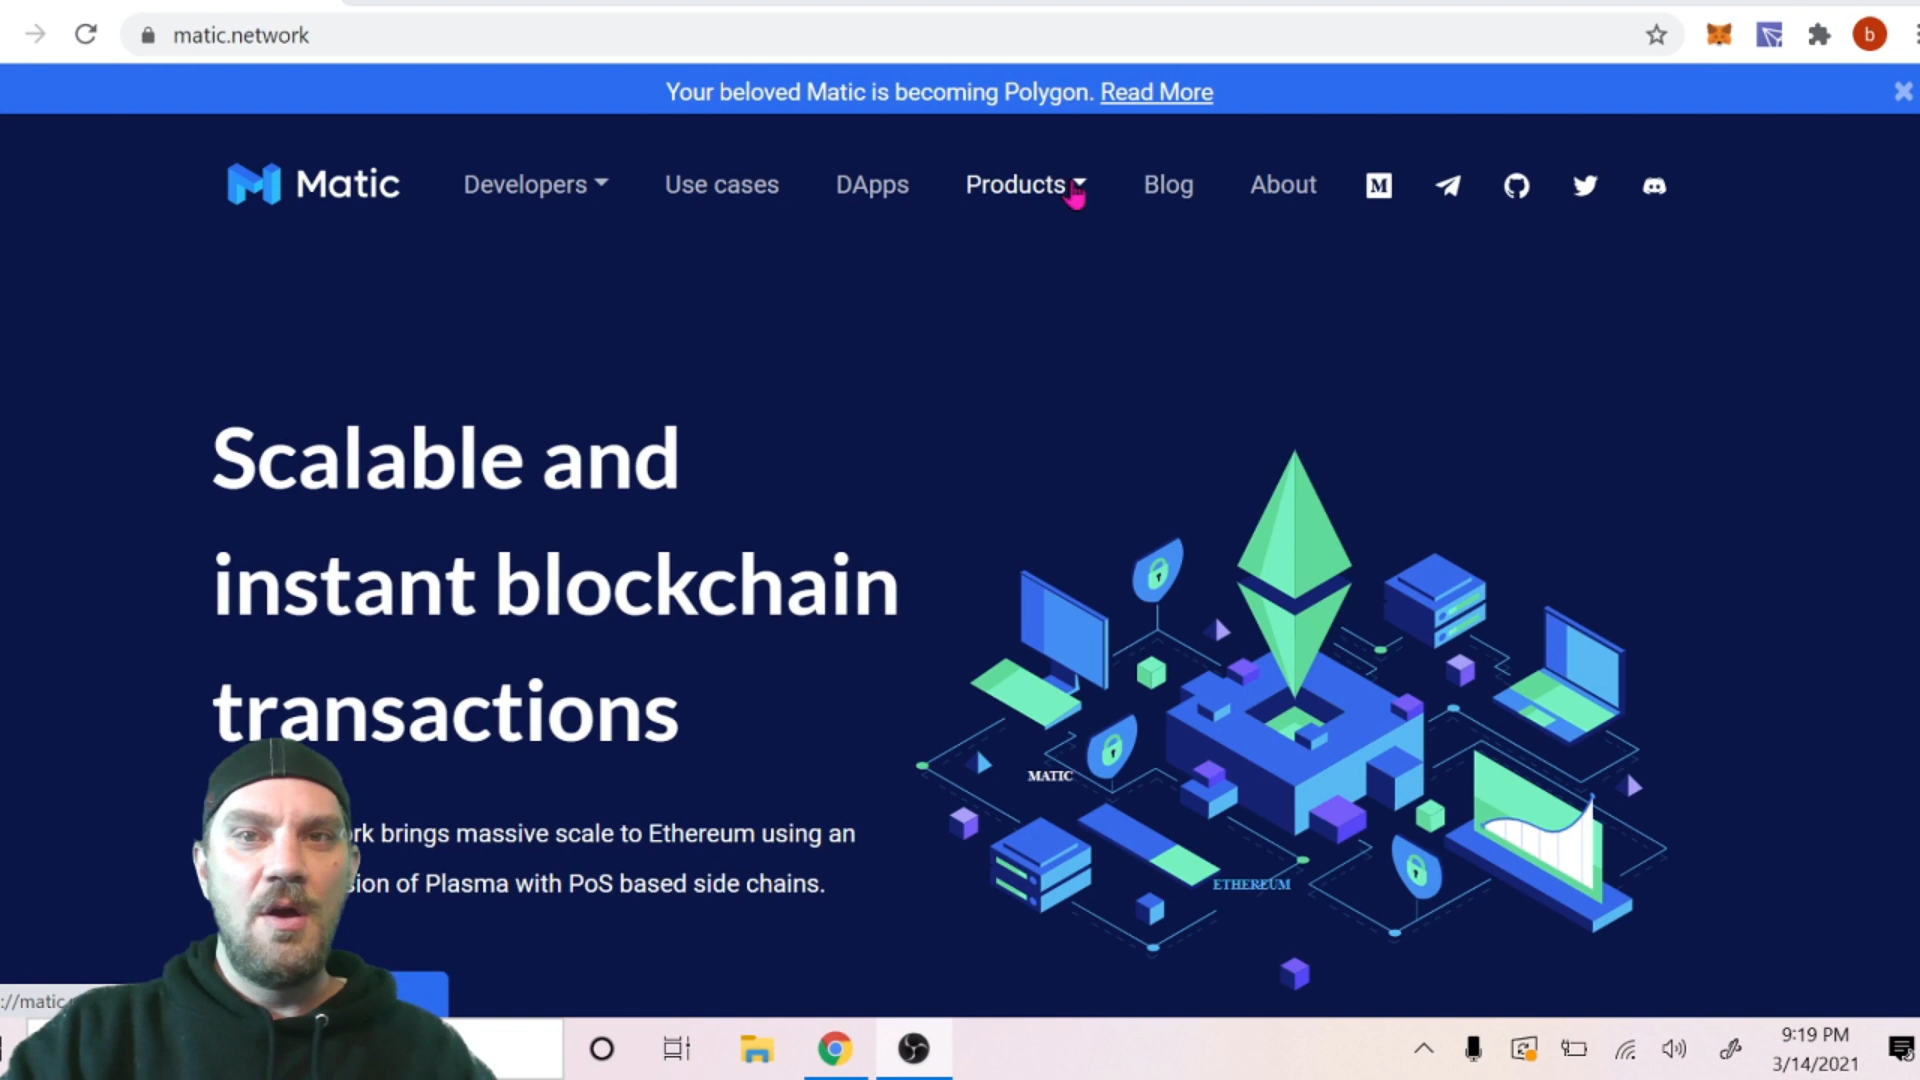 matic.network
b
Your beloved Matic is becoming Polygon. Read More
Matic Developers Use cases DApps Products Blog About M
Scalable and
instant blockchain
transactions
MATIC
brings massive scale to Ethereum using an
of Plasma with PoS based side chains.
ETHEREUM
://matic
9:19 PM
3/14/2021